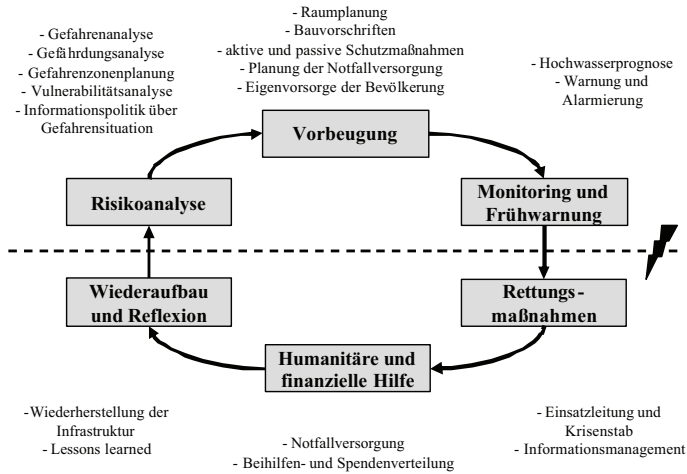 - Gefahrenanalyse
- Gefährdungsanalyse
- Gefahrenzonenplanung
- Vulnerabilitätsanalyse
- Informationspolitik über
Gefahrensituation
- Raumplanung
- Bauvorschriften
- aktive und passive Schutzmaßnahmen
- Planung der Notfallversorgung
- Eigenvorsorge der Bevölkerung
- Hochwasserprognose
- Warnung und
Alarmierung
Vorbeugung
Risikoanalyse
Monitoring und
Frühwarnung
Wiederaufbau
und Reflexion
Rettungs-
maßnahmen
Humanitäre und
finanzielle Hilfe
-Wiederherstellung der
Infrastruktur
- Lessons learned
- Notfallversorgung
- Beihilfen- und Spendenverteilung
- Einsatzleitung und
Krisenstab
- Informationsmanagement